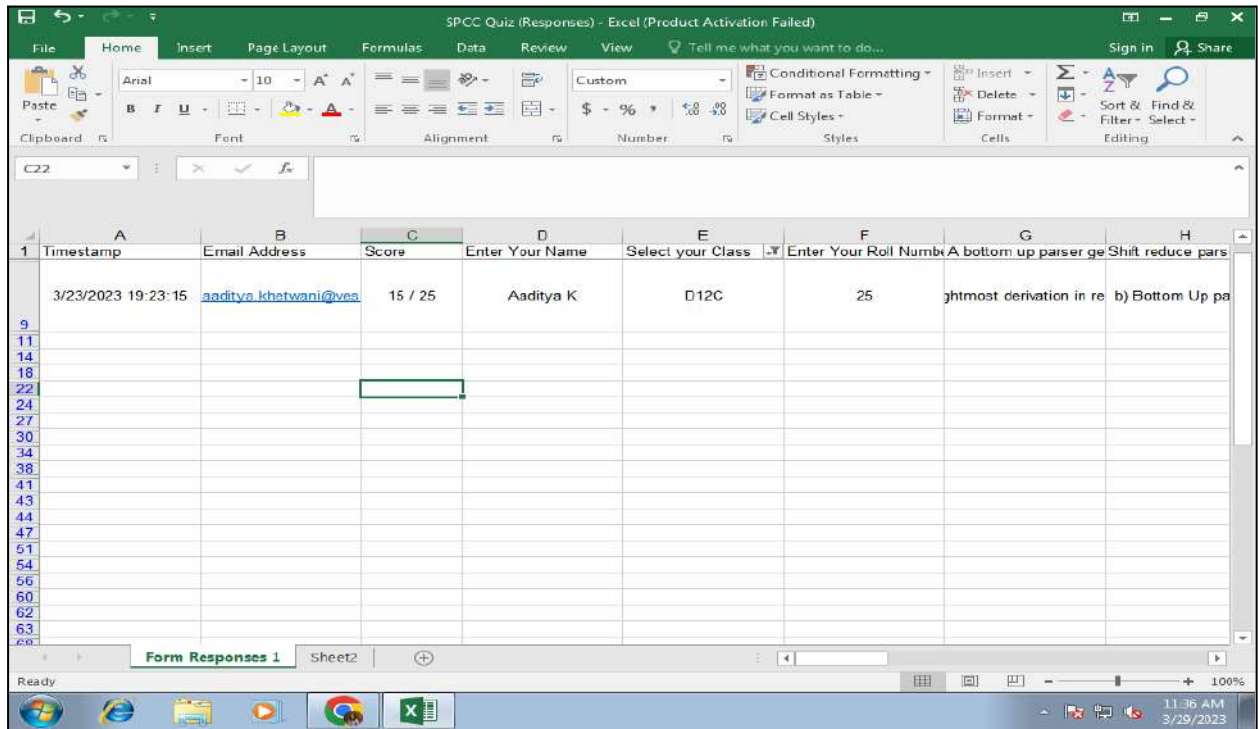 SPCC Quiz (Responses) - Excel (Product Activation Failed)
File Home Insert Page Layout Formulas Data Review View Tell me what you want to do... Sign in Share
Paste
Arial 10 A A
B I U A
Custom
$ - % ,
Conditional Formatting
Format as Table
Cell Styles
Insert
Delete
Format
Sort & Filter
Find & Select
Clipboard Font Alignment Number Styles Cells Editing
C22 fx
A B C D E F G H
1 Timestamp Email Address Score Enter Your Name Select your Class Enter Your Roll Numb A bottom up parser ge Shift reduce pars
9 3/23/2023 19:23:15 aaditya.khetwani@ves 15 / 25 Aaditya K D12C 25 ghtmost derivation in re b) Bottom Up pa
11
14
18
22
24
27
30
34
38
41
43
44
47
51
54
56
60
62
63
Form Responses 1 Sheet2
Ready 100%
11:36 AM
3/29/2023